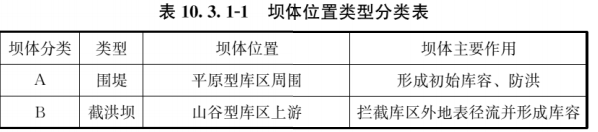 表 10. 3. 1-1 坝体位置类型分类表
坝体分类 类型 坝体位置 坝体主要作用
A 围堤 平原型库区周围 形成初始库容、防洪
B 截洪坝 山谷型库区上游 拦截库区外地表径流并形成库容